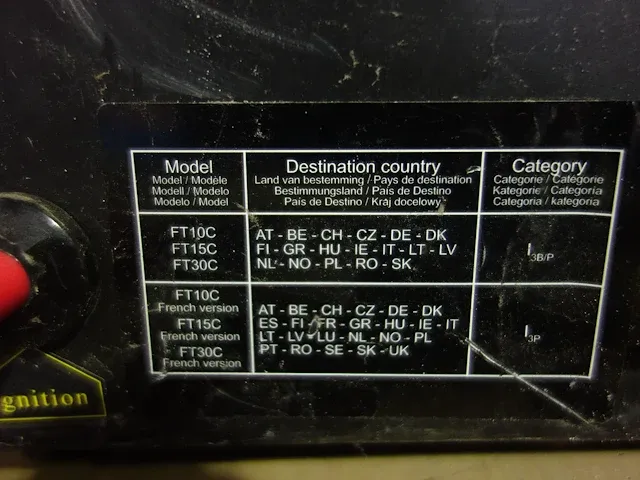 Model
Model / Modèle
Modell / Modelo
Modelo / Model
Destination country
Land van bestemming / Pays de destination
Bestimmungsland / País de Destino
País de Destino / Kraj docelowy
Category
Categorie / Catégorie
Kategorie / Categoría
Categoria / kategoria
FT10C
FT15C
FT30C
AT - BE - CH - CZ - DE - DK
FI - GR - HU - IE - IT - LT - LV
NL - NO - PL - RO - SK
I3B/P
FT10C
French version
FT15C
French version
FT30C
French version
AT - BE - CH - CZ - DE - DK
ES - FI - FR - GR - HU - IE - IT
LT - LV - LU - NL - NO - PL
PT - RO - SE - SK - UK
I3P
gnition